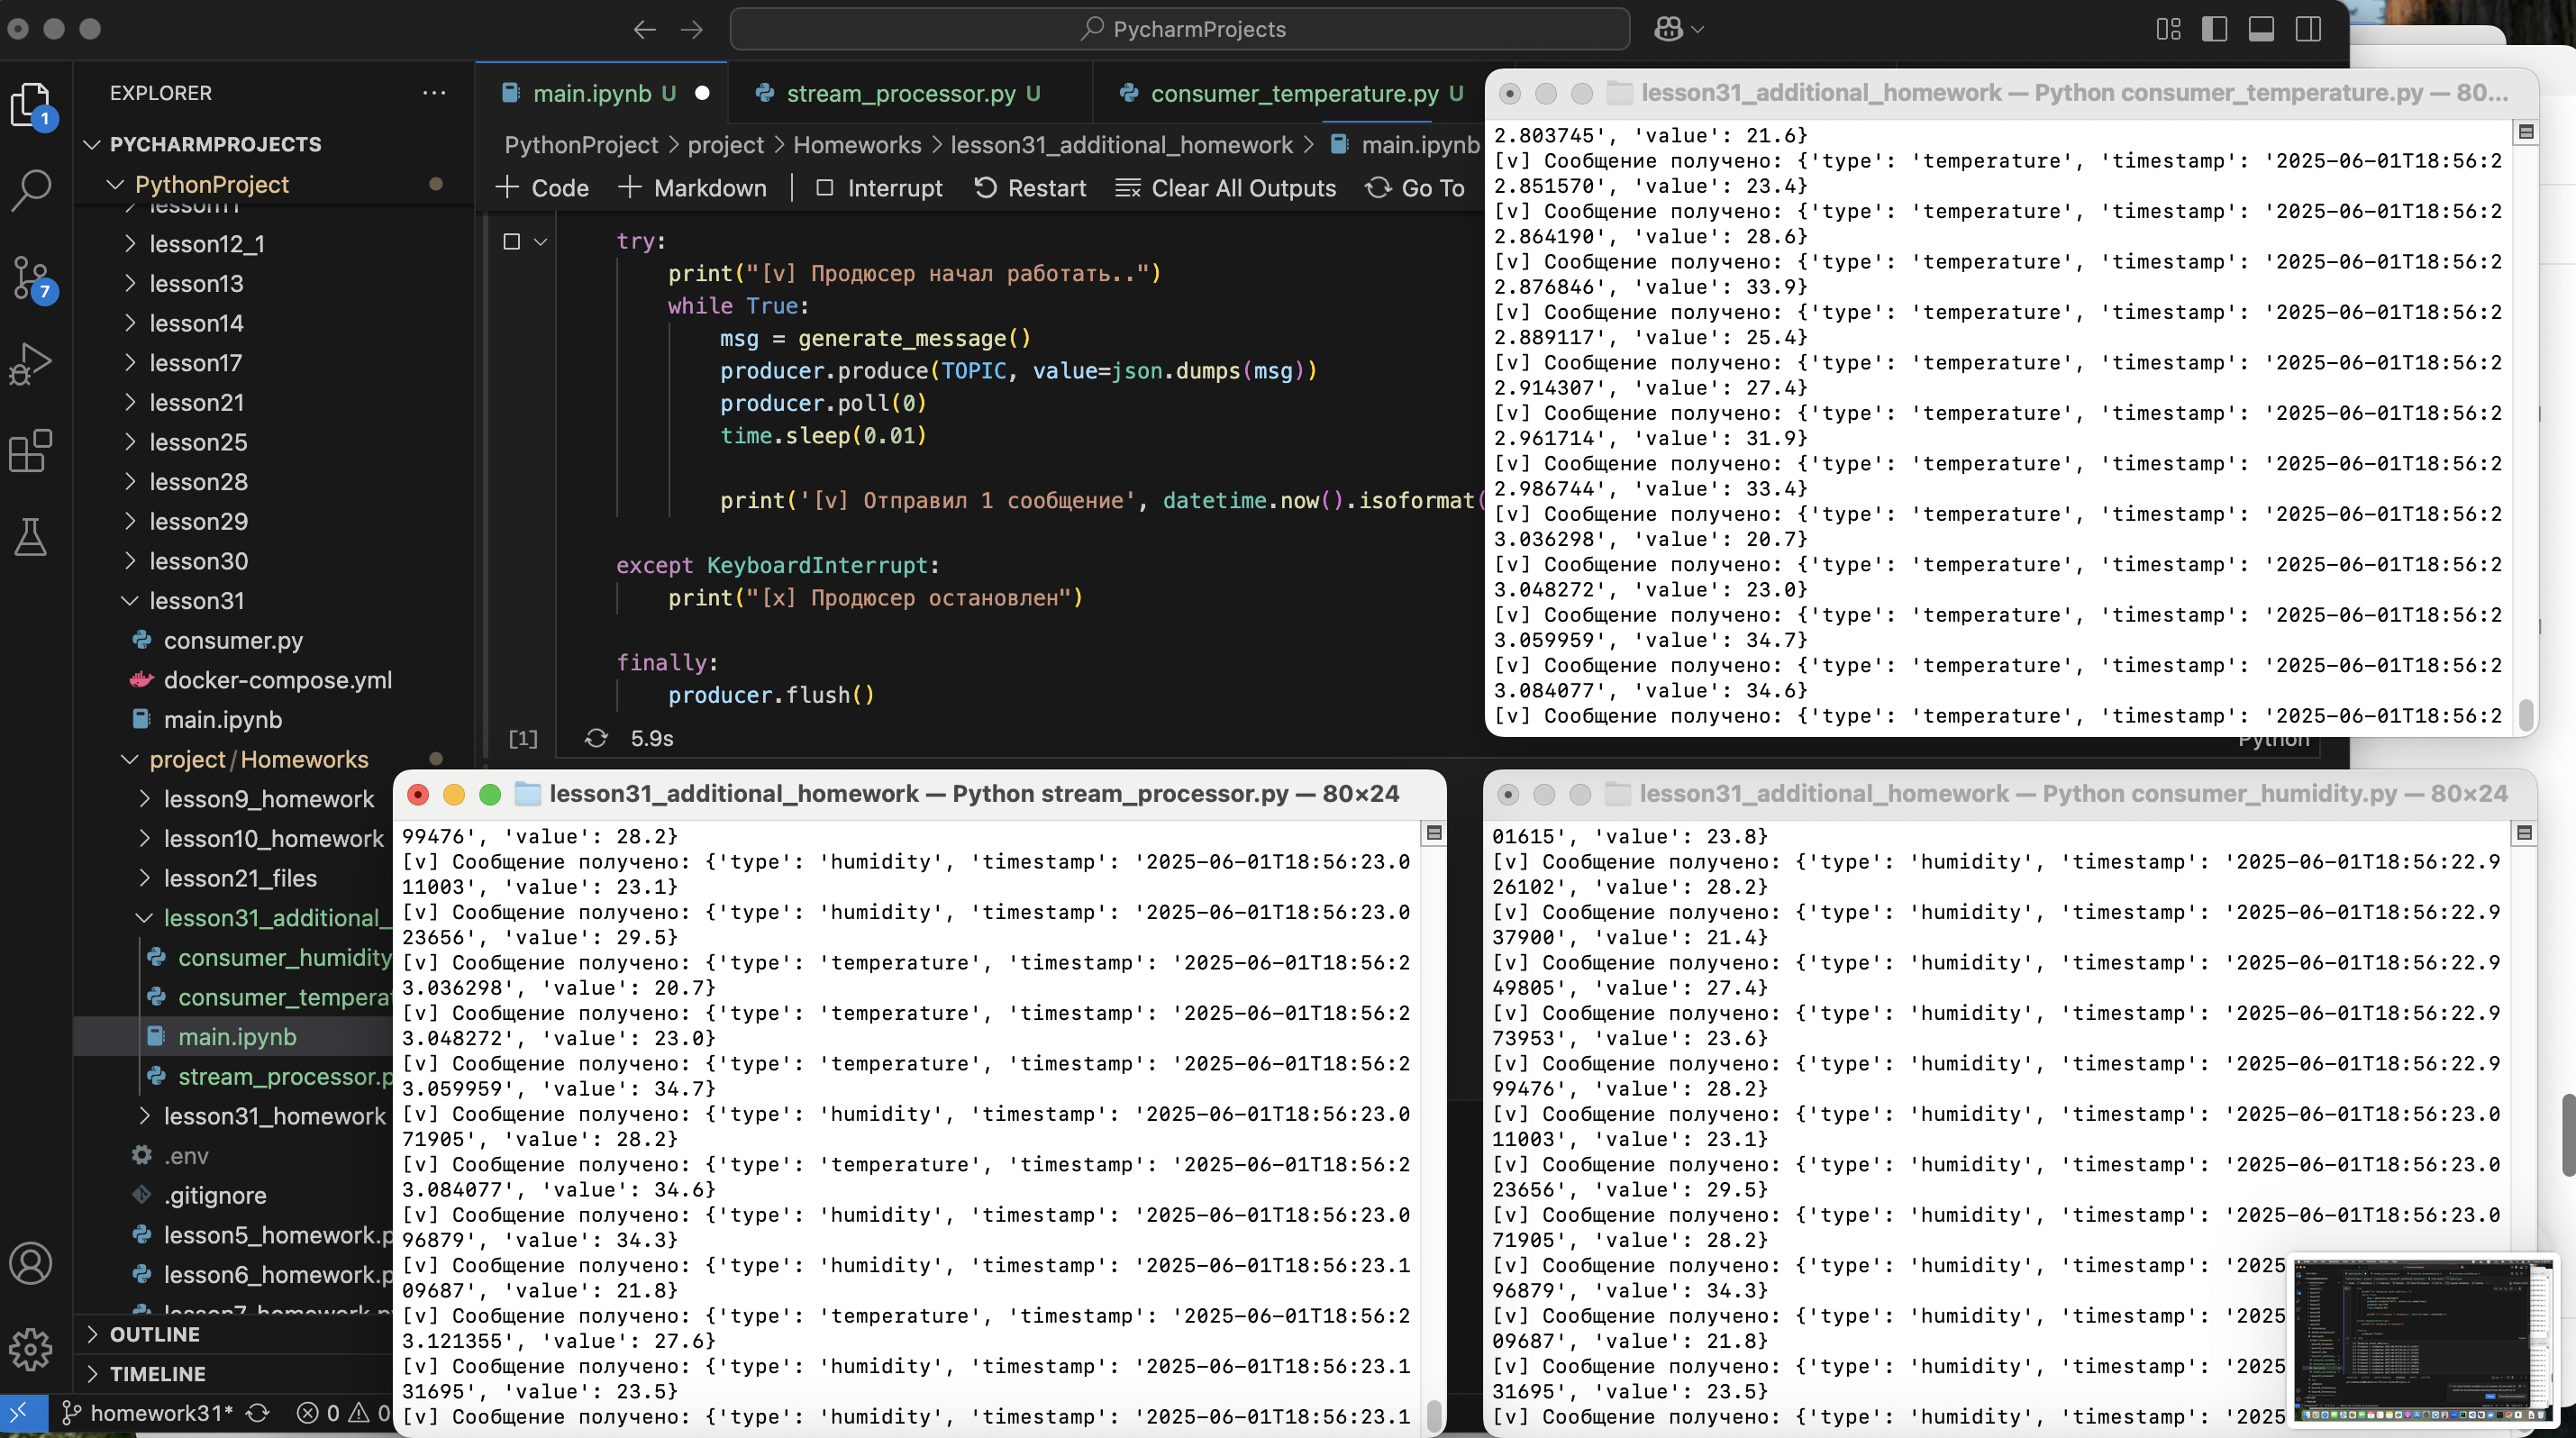 PycharmProjects
EXPLORER
1
7
PYCHARMPROJECTS
PythonProject
lesson11
lesson12_1
lesson13
lesson14
lesson17
lesson21
lesson25
lesson28
lesson29
lesson30
lesson31
consumer.py
docker-compose.yml
main.ipynb
project/Homeworks
lesson9_homework
lesson10_homework
lesson21_files
lesson31_additional_
consumer_humidity
consumer_tempera
main.ipynb
stream_processor.p
lesson31_homework
.env
.gitignore
lesson5_homework.p
lesson6_homework.p
lesson7_homework.py
OUTLINE
TIMELINE
homework31* 0 0
main.ipynb U
stream_processor.py U
consumer_temperature.py U
PythonProject > project > Homeworks > lesson31_additional_homework > main.ipynb
+ Code + Markdown | Interrupt Restart Clear All Outputs Go To
try:
print("[v] Продюсер начал работать..")
while True:
msg = generate_message()
producer.produce(TOPIC, value=json.dumps(msg))
producer.poll(0)
time.sleep(0.01)
print('[v] Отправил 1 сообщение', datetime.now().isoformat(
except KeyboardInterrupt:
print("[x] Продюсер остановлен")
finally:
producer.flush()
[1] 5.9s
Python
lesson31_additional_homework — Python consumer_temperature.py — 80...
2.803745', 'value': 21.6}
[v] Сообщение получено: {'type': 'temperature', 'timestamp': '2025-06-01T18:56:2
2.851570', 'value': 23.4}
[v] Сообщение получено: {'type': 'temperature', 'timestamp': '2025-06-01T18:56:2
2.864190', 'value': 28.6}
[v] Сообщение получено: {'type': 'temperature', 'timestamp': '2025-06-01T18:56:2
2.876846', 'value': 33.9}
[v] Сообщение получено: {'type': 'temperature', 'timestamp': '2025-06-01T18:56:2
2.889117', 'value': 25.4}
[v] Сообщение получено: {'type': 'temperature', 'timestamp': '2025-06-01T18:56:2
2.914307', 'value': 27.4}
[v] Сообщение получено: {'type': 'temperature', 'timestamp': '2025-06-01T18:56:2
2.961714', 'value': 31.9}
[v] Сообщение получено: {'type': 'temperature', 'timestamp': '2025-06-01T18:56:2
2.986744', 'value': 33.4}
[v] Сообщение получено: {'type': 'temperature', 'timestamp': '2025-06-01T18:56:2
3.036298', 'value': 20.7}
[v] Сообщение получено: {'type': 'temperature', 'timestamp': '2025-06-01T18:56:2
3.048272', 'value': 23.0}
[v] Сообщение получено: {'type': 'temperature', 'timestamp': '2025-06-01T18:56:2
3.059959', 'value': 34.7}
[v] Сообщение получено: {'type': 'temperature', 'timestamp': '2025-06-01T18:56:2
3.084077', 'value': 34.6}
[v] Сообщение получено: {'type': 'temperature', 'timestamp': '2025-06-01T18:56:2
lesson31_additional_homework — Python stream_processor.py — 80×24
99476', 'value': 28.2}
[v] Сообщение получено: {'type': 'humidity', 'timestamp': '2025-06-01T18:56:23.0
11003', 'value': 23.1}
[v] Сообщение получено: {'type': 'humidity', 'timestamp': '2025-06-01T18:56:23.0
23656', 'value': 29.5}
[v] Сообщение получено: {'type': 'temperature', 'timestamp': '2025-06-01T18:56:2
3.036298', 'value': 20.7}
[v] Сообщение получено: {'type': 'temperature', 'timestamp': '2025-06-01T18:56:2
3.048272', 'value': 23.0}
[v] Сообщение получено: {'type': 'temperature', 'timestamp': '2025-06-01T18:56:2
3.059959', 'value': 34.7}
[v] Сообщение получено: {'type': 'humidity', 'timestamp': '2025-06-01T18:56:23.0
71905', 'value': 28.2}
[v] Сообщение получено: {'type': 'temperature', 'timestamp': '2025-06-01T18:56:2
3.084077', 'value': 34.6}
[v] Сообщение получено: {'type': 'humidity', 'timestamp': '2025-06-01T18:56:23.0
96879', 'value': 34.3}
[v] Сообщение получено: {'type': 'humidity', 'timestamp': '2025-06-01T18:56:23.1
09687', 'value': 21.8}
[v] Сообщение получено: {'type': 'temperature', 'timestamp': '2025-06-01T18:56:2
3.121355', 'value': 27.6}
[v] Сообщение получено: {'type': 'humidity', 'timestamp': '2025-06-01T18:56:23.1
31695', 'value': 23.5}
[v] Сообщение получено: {'type': 'humidity', 'timestamp': '2025-06-01T18:56:23.1
lesson31_additional_homework — Python consumer_humidity.py — 80×24
01615', 'value': 23.8}
[v] Сообщение получено: {'type': 'humidity', 'timestamp': '2025-06-01T18:56:22.9
26102', 'value': 28.2}
[v] Сообщение получено: {'type': 'humidity', 'timestamp': '2025-06-01T18:56:22.9
37900', 'value': 21.4}
[v] Сообщение получено: {'type': 'humidity', 'timestamp': '2025-06-01T18:56:22.9
49805', 'value': 27.4}
[v] Сообщение получено: {'type': 'humidity', 'timestamp': '2025-06-01T18:56:22.9
73953', 'value': 23.6}
[v] Сообщение получено: {'type': 'humidity', 'timestamp': '2025-06-01T18:56:22.9
99476', 'value': 28.2}
[v] Сообщение получено: {'type': 'humidity', 'timestamp': '2025-06-01T18:56:23.0
11003', 'value': 23.1}
[v] Сообщение получено: {'type': 'humidity', 'timestamp': '2025-06-01T18:56:23.0
23656', 'value': 29.5}
[v] Сообщение получено: {'type': 'humidity', 'timestamp': '2025-06-01T18:56:23.0
71905', 'value': 28.2}
[v] Сообщение получено: {'type': 'humidity', 'timestamp': '2025
96879', 'value': 34.3}
[v] Сообщение получено: {'type': 'humidity', 'timestamp': '2025
09687', 'value': 21.8}
[v] Сообщение получено: {'type': 'humidity', 'timestamp': '2025
31695', 'value': 23.5}
[v] Сообщение получено: {'type': 'humidity', 'timestamp': '2025